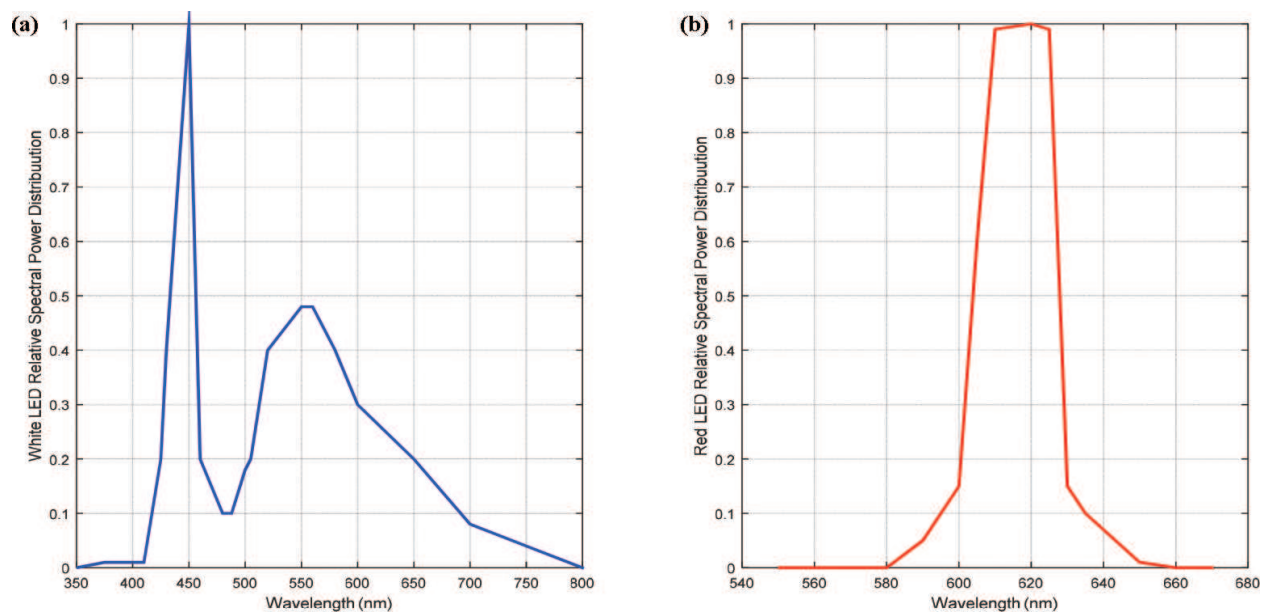 (a)
White LED Relative Spectral Power Distribuution
1
0.9
0.8
0.7
0.6
0.5
0.4
0.3
0.2
0.1
0
350 400 450 500 550 600 650 700 750 800
Wavelength (nm)
(b)
Red LED Relative Spectral Power Distribuution
1
0.9
0.8
0.7
0.6
0.5
0.4
0.3
0.2
0.1
0
540 560 580 600 620 640 660 680
Wavelength (nm)